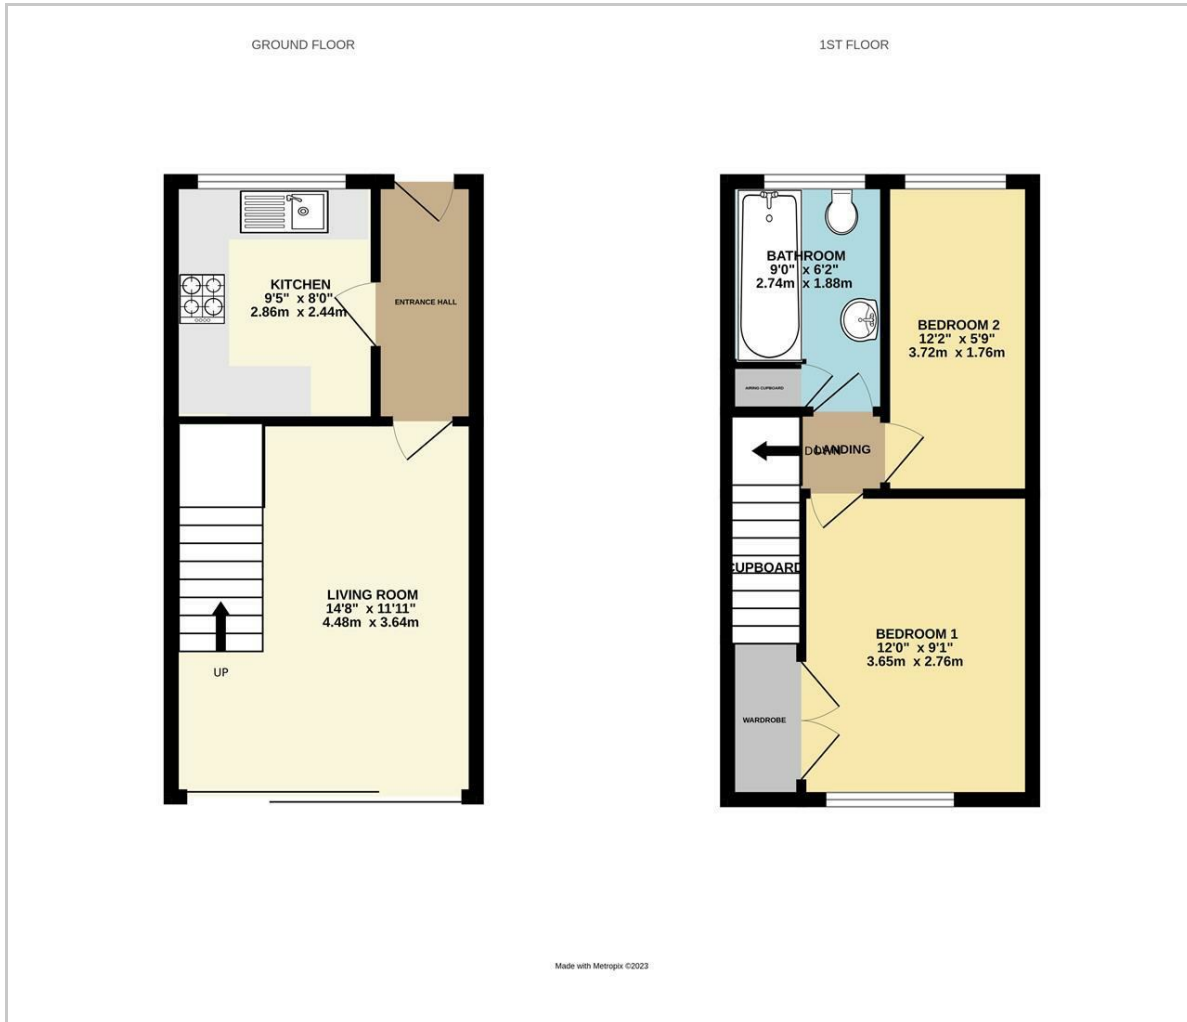 GROUND FLOOR
KITCHEN
9'5" x 8'0"
2.86m x 2.44m
ENTRANCE HALL
LIVING ROOM
14'8" x 11'11"
4.48m x 3.64m
UP
1ST FLOOR
BATHROOM
9'0" x 6'2"
2.74m x 1.88m
BEDROOM 2
12'2" x 5'9"
3.72m x 1.76m
AIRING CUPBOARD
DOWN
LANDING
CUPBOARD
BEDROOM 1
12'0" x 9'1"
3.65m x 2.76m
WARDROBE
Made with Metropix ©2023